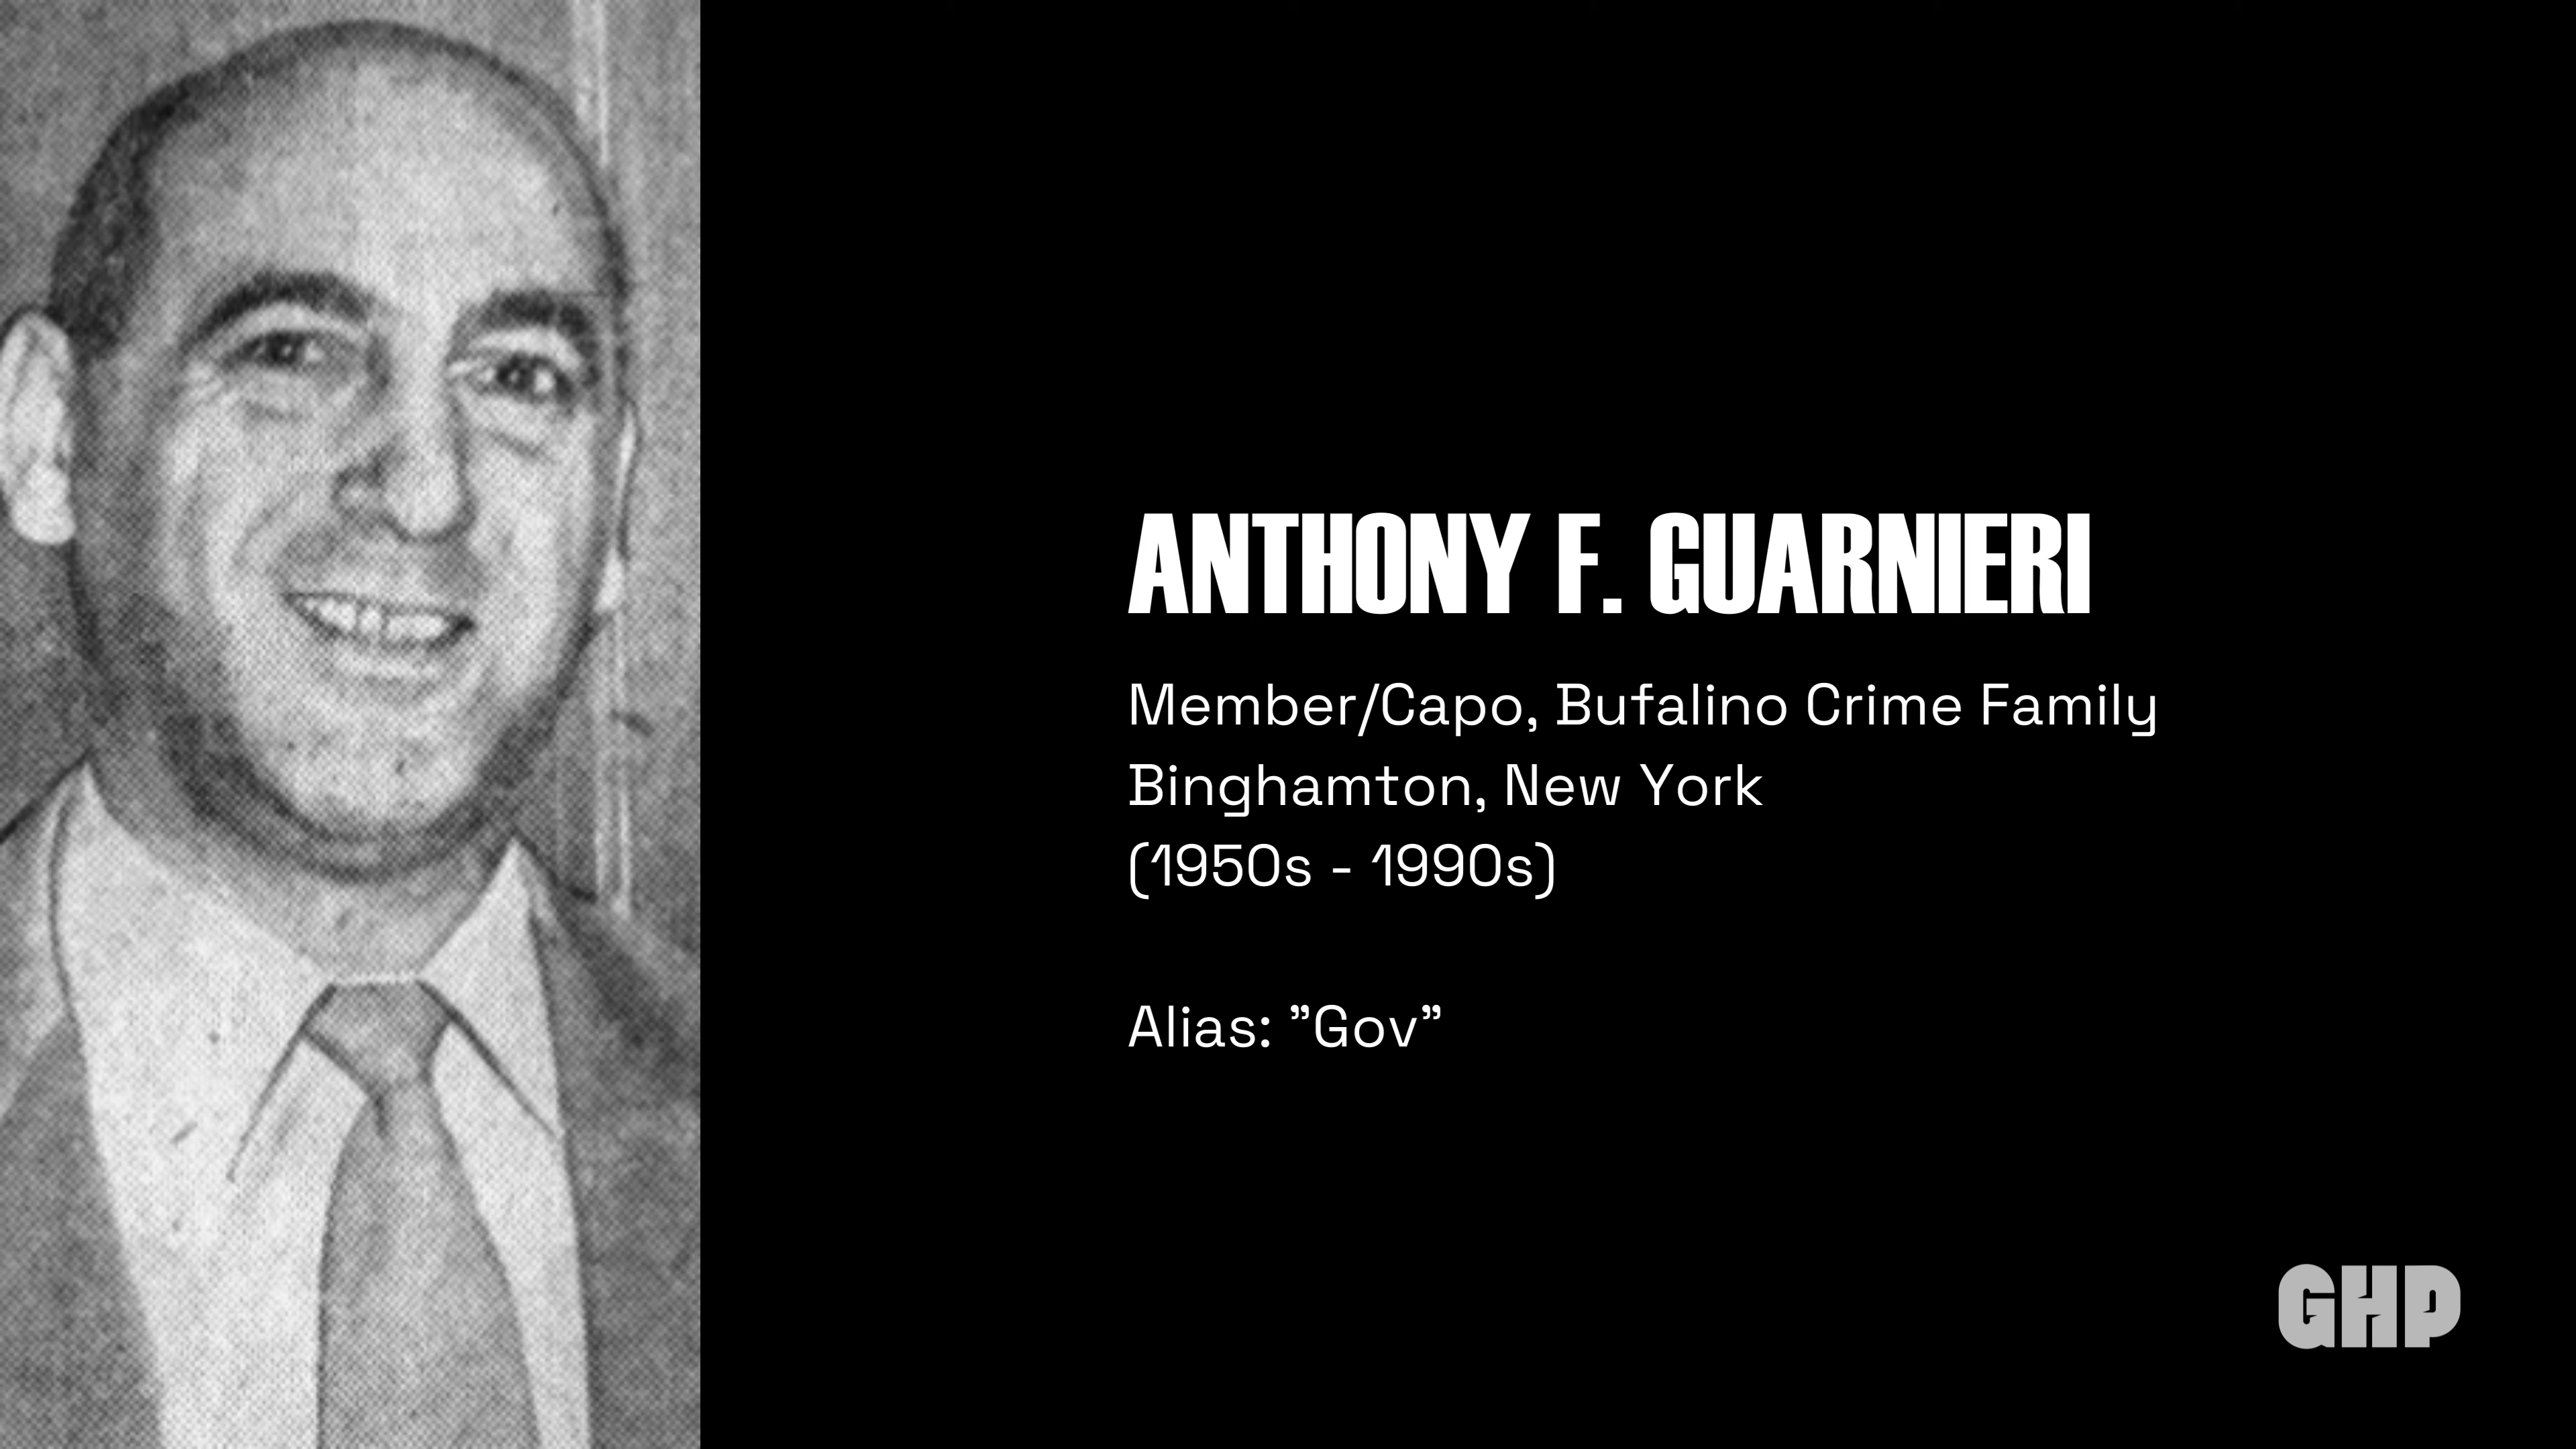 ANTHONY F. GUARNIERI
Member/Capo, Bufalino Crime Family
Binghamton, New York
(1950s - 1990s)
Alias: ”Gov”
GHP